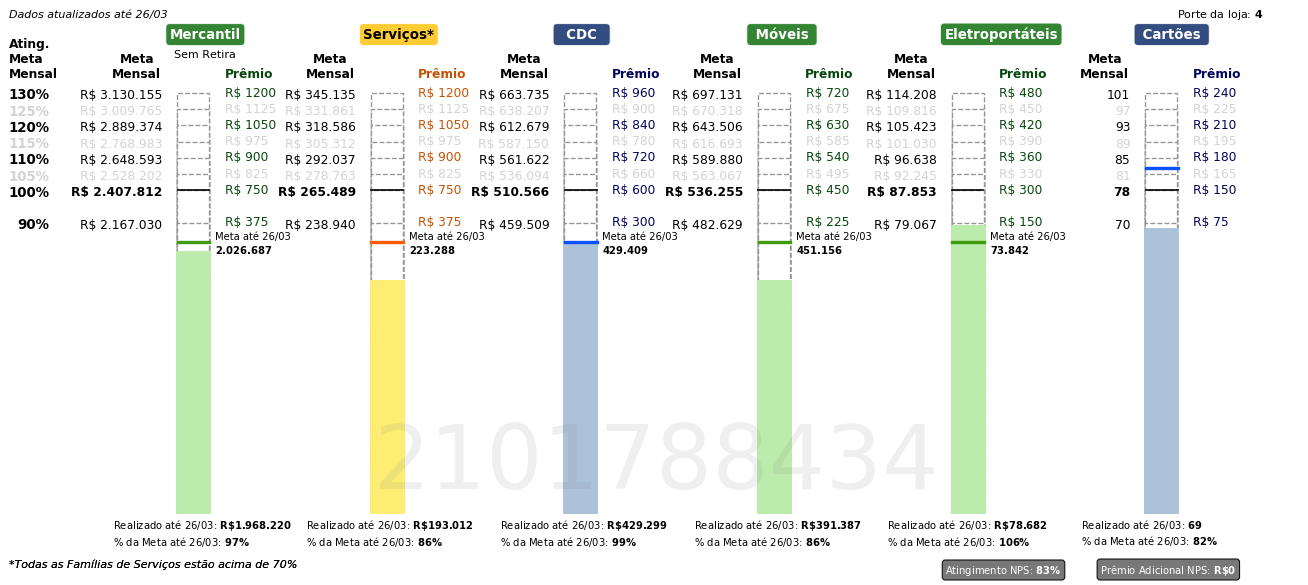 Dados atualizados até 26/03 Porte da loja: 4
Mercantil Serviços* CDC Móveis Eletroportáteis Cartões
Sem Retira
Ating.
Meta
Mensal
Meta Mensal Prêmio Meta Mensal Prêmio Meta Mensal Prêmio Meta Mensal Prêmio Meta Mensal Prêmio Meta Mensal Prêmio
130% R$ 3.130.155 R$ 1200 R$ 345.135 R$ 1200 R$ 663.735 R$ 960 R$ 697.131 R$ 720 R$ 114.208 R$ 480 101 R$ 240
125% R$ 3.009.765 R$ 1125 R$ 331.861 R$ 1125 R$ 638.207 R$ 900 R$ 670.318 R$ 675 R$ 109.816 R$ 450 97 R$ 225
120% R$ 2.889.374 R$ 1050 R$ 318.586 R$ 1050 R$ 612.679 R$ 840 R$ 643.506 R$ 630 R$ 105.423 R$ 420 93 R$ 210
115% R$ 2.768.983 R$ 975 R$ 305.312 R$ 975 R$ 587.150 R$ 780 R$ 616.693 R$ 585 R$ 101.030 R$ 390 89 R$ 195
110% R$ 2.648.593 R$ 900 R$ 292.037 R$ 900 R$ 561.622 R$ 720 R$ 589.880 R$ 540 R$ 96.638 R$ 360 85 R$ 180
105% R$ 2.528.202 R$ 825 R$ 278.763 R$ 825 R$ 536.094 R$ 660 R$ 563.067 R$ 495 R$ 92.245 R$ 330 81 R$ 165
100% R$ 2.407.812 R$ 750 R$ 265.489 R$ 750 R$ 510.566 R$ 600 R$ 536.255 R$ 450 R$ 87.853 R$ 300 78 R$ 150
90% R$ 2.167.030 R$ 375 R$ 238.940 R$ 375 R$ 459.509 R$ 300 R$ 482.629 R$ 225 R$ 79.067 R$ 150 70 R$ 75
Meta até 26/03 Meta até 26/03 Meta até 26/03 Meta até 26/03 Meta até 26/03
2.026.687 223.288 429.409 451.156 73.842
2101788434
Realizado até 26/03: R$1.968.220 Realizado até 26/03: R$193.012 Realizado até 26/03: R$429.299 Realizado até 26/03: R$391.387 Realizado até 26/03: R$78.682 Realizado até 26/03: 69
% da Meta até 26/03: 97% % da Meta até 26/03: 86% % da Meta até 26/03: 99% % da Meta até 26/03: 86% % da Meta até 26/03: 106% % da Meta até 26/03: 82%
*Todas as Famílias de Serviços estão acima de 70% Atingimento NPS: 83% Prêmio Adicional NPS: R$0